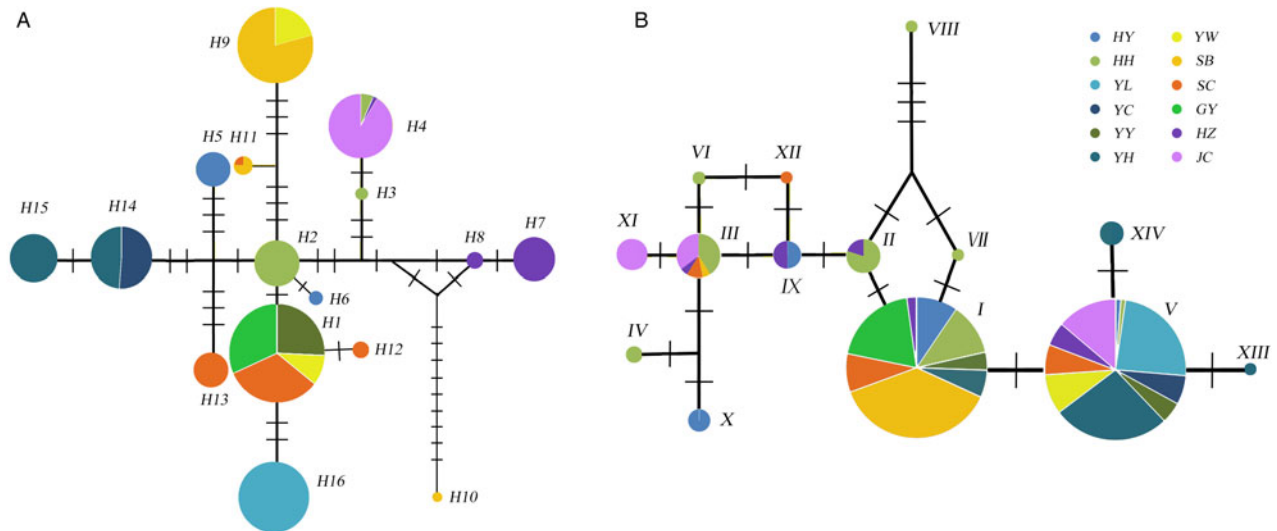 A
B
H9
H4
H5
H11
H3
H15
H14
H2
H8
H7
H6
H1
H12
H13
H16
H10
VIII
VI
XII
XI
III
IX
II
VII
IV
X
I
XIV
V
XIII
HY YW
HH SB
YL SC
YC GY
YY HZ
YH JC